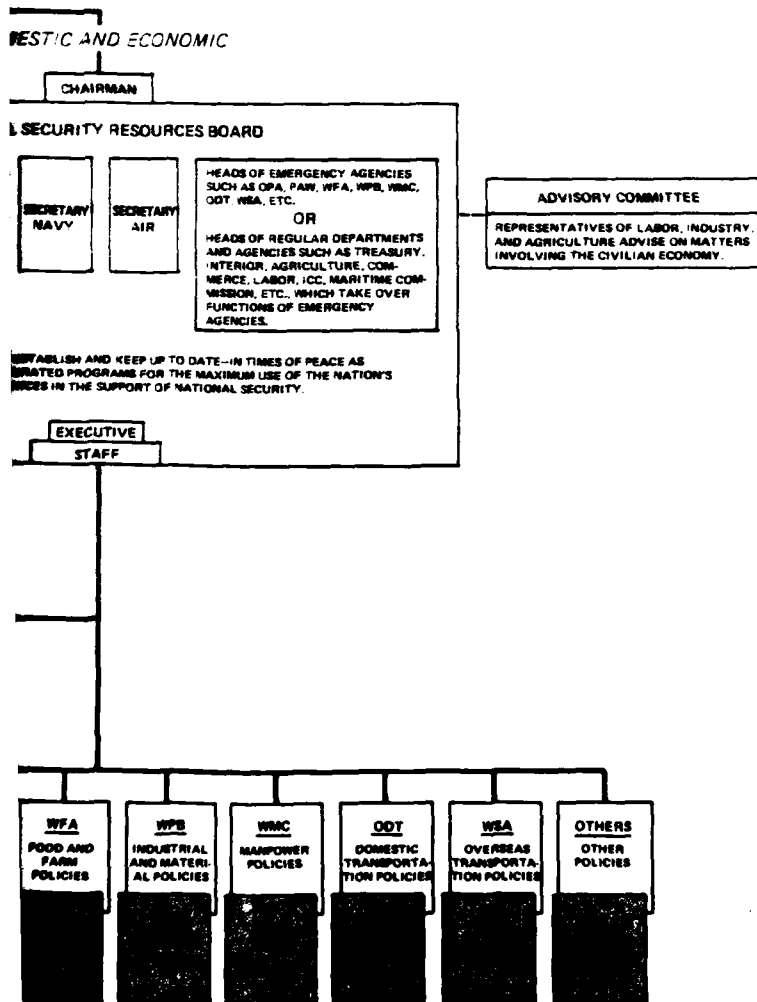 ESTIC AND ECONOMIC
CHAIRMAN
SECURITY RESOURCES BOARD
SECRETARY
NAVY
SECRETARY
AIR
HEADS OF EMERGENCY AGENCIES
SUCH AS OPA, PAW, WFA, WPB, WMC,
ODT, WSA, ETC.
OR
HEADS OF REGULAR DEPARTMENTS
AND AGENCIES SUCH AS TREASURY,
INTERIOR, AGRICULTURE, COM-
MERCE, LABOR, ICC, MARITIME COM-
MISSION, ETC., WHICH TAKE OVER
FUNCTIONS OF EMERGENCY
AGENCIES.
ADVISORY COMMITTEE
REPRESENTATIVES OF LABOR, INDUSTRY,
AND AGRICULTURE ADVISE ON MATTERS
INVOLVING THE CIVILIAN ECONOMY.
ESTABLISH AND KEEP UP TO DATE—IN TIMES OF PEACE AS
RATED PROGRAMS FOR THE MAXIMUM USE OF THE NATION'S
RCES IN THE SUPPORT OF NATIONAL SECURITY.
EXECUTIVE
STAFF
WFA
FOOD AND
FARM
POLICIES
WPB
INDUSTRIAL
AND MATERI-
AL POLICIES
WMC
MANPOWER
POLICIES
ODT
DOMESTIC
TRANSPORTA-
TION POLICIES
WSA
OVERSEAS
TRANSPORTA-
TION POLICIES
OTHERS
OTHER
POLICIES